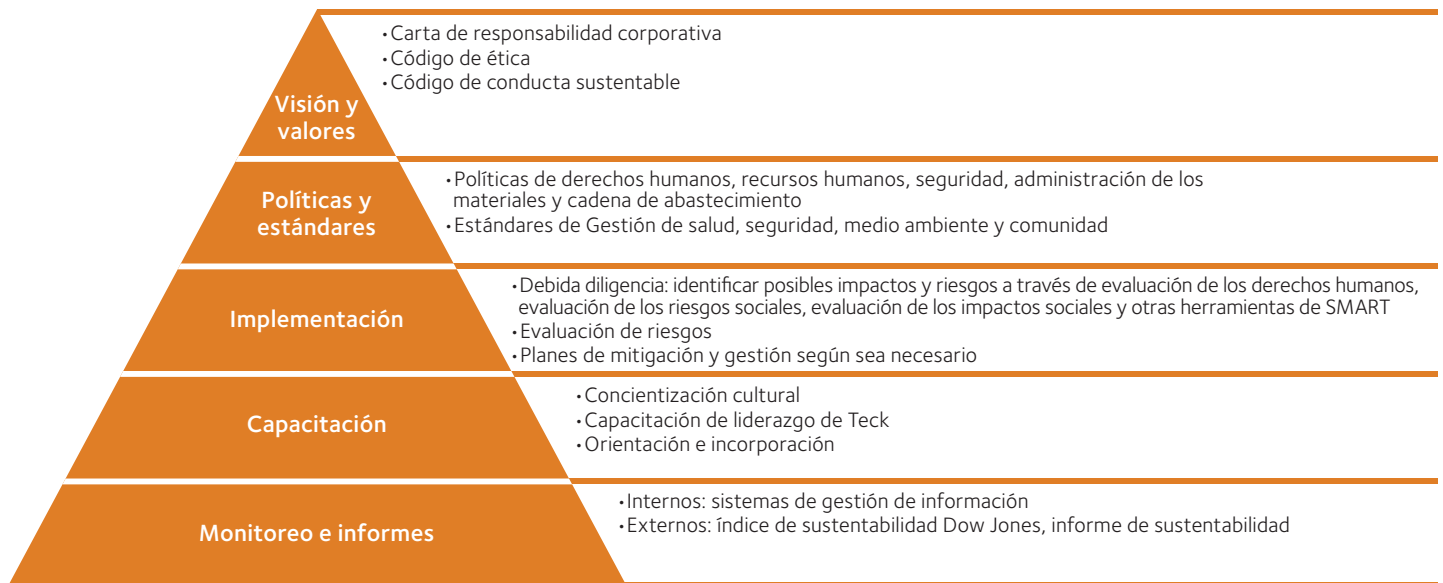 Visión y
valores
•Carta de responsabilidad corporativa
•Código de ética
•Código de conducta sustentable
Políticas y
estándares
•Políticas de derechos humanos, recursos humanos, seguridad, administración de los
materiales y cadena de abastecimiento
•Estándares de Gestión de salud, seguridad, medio ambiente y comunidad
Implementación
•Debida diligencia: identificar posibles impactos y riesgos a través de evaluación de los derechos humanos,
evaluación de los riesgos sociales, evaluación de los impactos sociales y otras herramientas de SMART
•Evaluación de riesgos
•Planes de mitigación y gestión según sea necesario
Capacitación
•Concientización cultural
•Capacitación de liderazgo de Teck
•Orientación e incorporación
Monitoreo e informes
•Internos: sistemas de gestión de información
•Externos: índice de sustentabilidad Dow Jones, informe de sustentabilidad